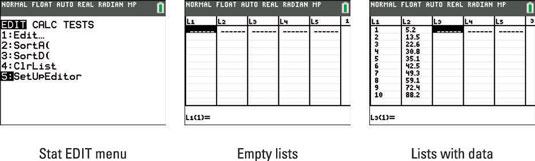 NORMAL FLOAT AUTO REAL RADIAN MP
EDIT CALC TESTS
1:Edit…
2:SortA(
3:SortD(
4:ClrList
5:SetUpEditor
Stat EDIT menu
NORMAL FLOAT AUTO REAL RADIAN MP
L1 L2 L3 L4 L5 1
------ ------ ------ ------ ------
L1(1)=
Empty lists
NORMAL FLOAT AUTO REAL RADIAN MP
L1 L2 L3 L4 L5 3
1 5.2 ------ ------ ------
2 13.5
3 22.6
4 30.8
5 35.1
6 42.5
7 49.3
8 59.1
9 72.4
10 88.2
L3(1)=
Lists with data